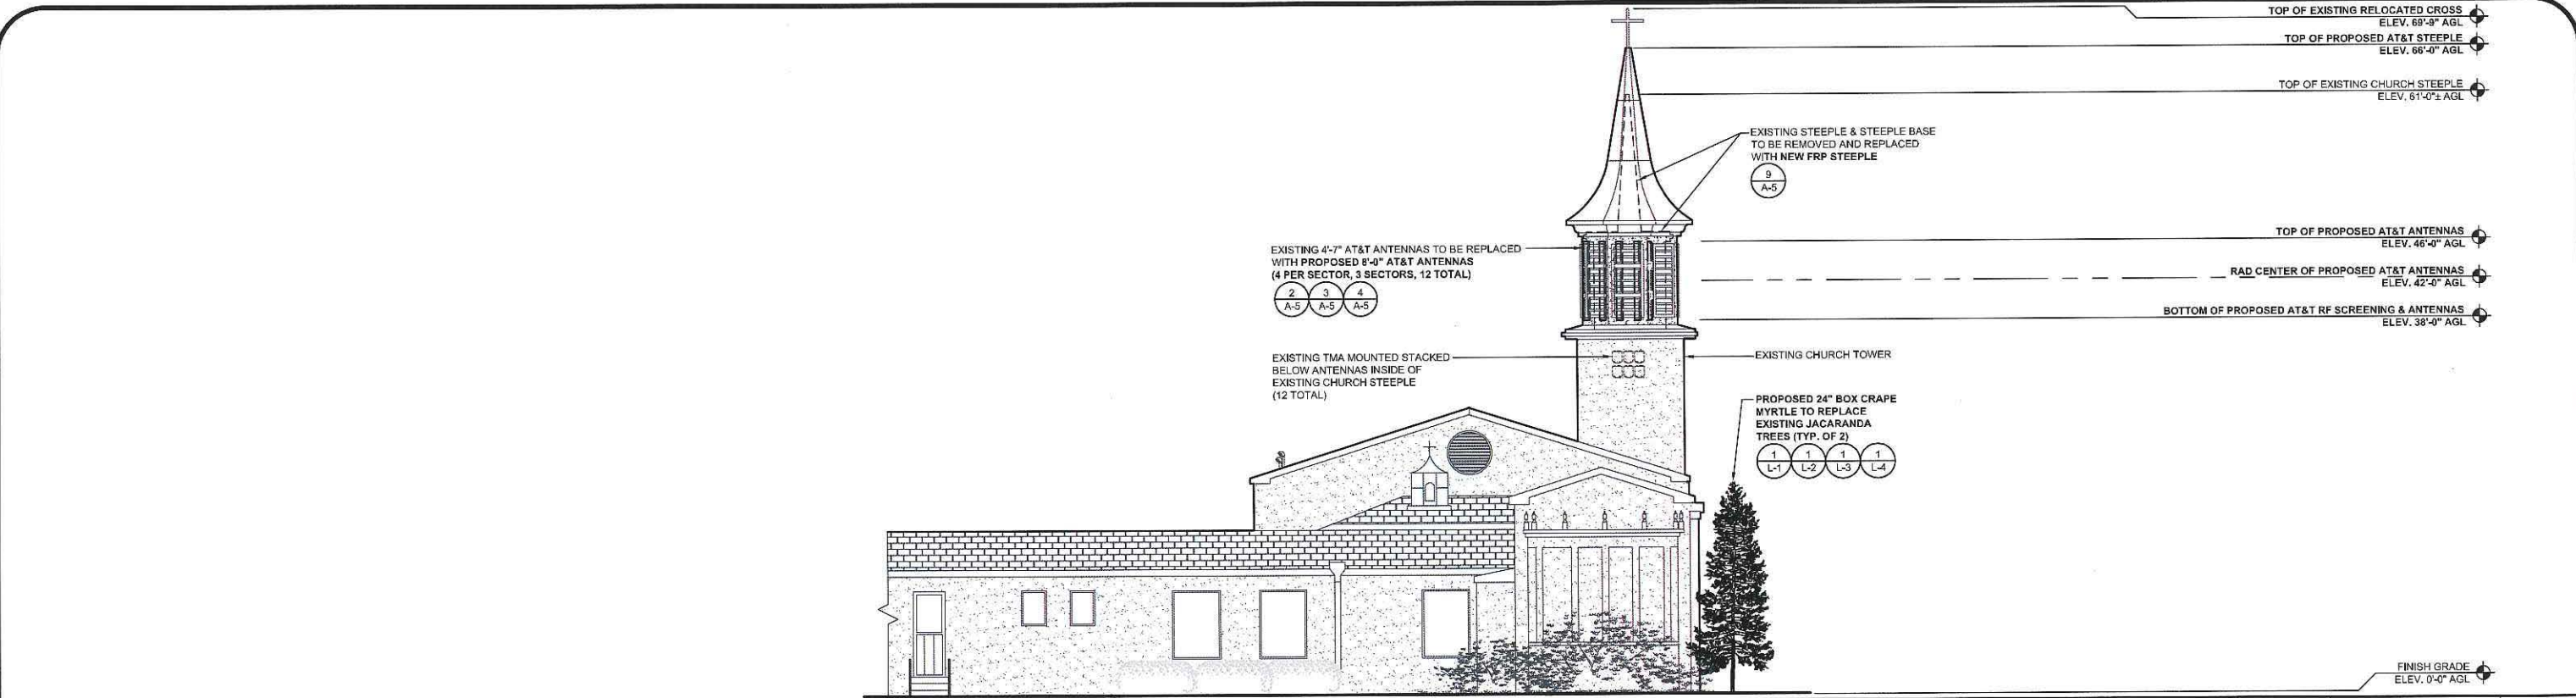 TOP OF EXISTING RELOCATED CROSS
ELEV. 69'-9" AGL
TOP OF PROPOSED AT&T STEEPLE
ELEV. 66'-0" AGL
TOP OF EXISTING CHURCH STEEPLE
ELEV. 61'-0"± AGL
EXISTING STEEPLE & STEEPLE BASE
TO BE REMOVED AND REPLACED
WITH NEW FRP STEEPLE
9
A-5
EXISTING 4'-7" AT&T ANTENNAS TO BE REPLACED
WITH PROPOSED 8'-0" AT&T ANTENNAS
(4 PER SECTOR, 3 SECTORS, 12 TOTAL)
2 3 4
A-5 A-5 A-5
TOP OF PROPOSED AT&T ANTENNAS
ELEV. 46'-0" AGL
RAD CENTER OF PROPOSED AT&T ANTENNAS
ELEV. 42'-0" AGL
BOTTOM OF PROPOSED AT&T RF SCREENING & ANTENNAS
ELEV. 38'-0" AGL
EXISTING TMA MOUNTED STACKED
BELOW ANTENNAS INSIDE OF
EXISTING CHURCH STEEPLE
(12 TOTAL)
EXISTING CHURCH TOWER
PROPOSED 24" BOX CRAPE
MYRTLE TO REPLACE
EXISTING JACARANDA
TREES (TYP. OF 2)
1 1 1 1
L-1 L-2 L-3 L-4
FINISH GRADE
ELEV. 0'-0" AGL